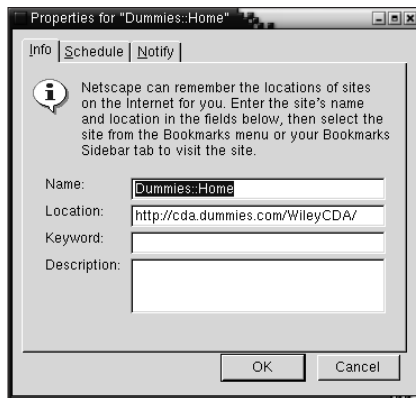 Properties for "Dummies::Home"
Info Schedule Notify
Netscape can remember the locations of sites
on the Internet for you. Enter the site's name
and location in the fields below, then select the
site from the Bookmarks menu or your Bookmarks
Sidebar tab to visit the site.
Name: Dummies::Home
Location: http://cda.dummies.com/WileyCDA/
Keyword:
Description:
OK Cancel